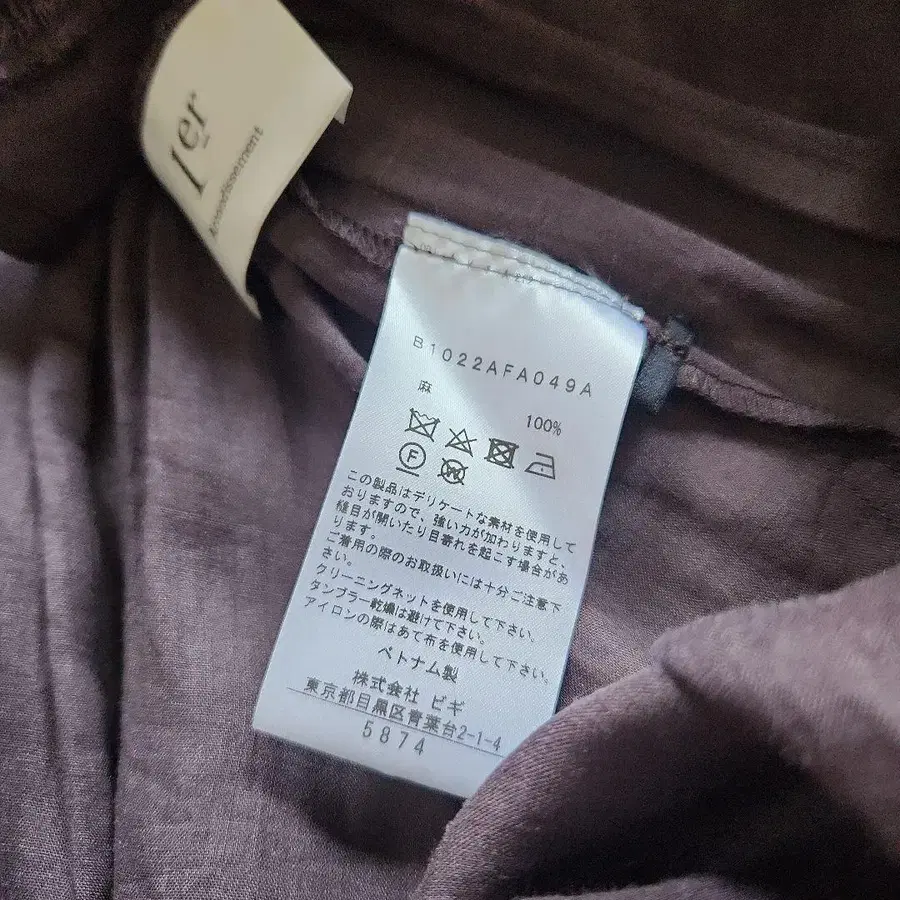 1er
Arrondissement
B1022AFA049A
麻 100%
F W
この製品はデリケートな素材を使用して
おりますので、強い力が加わりますと、
縫目が開いたり目寄れを起こす場合があ
ります。
ご着用の際のお取扱いには十分ご注意下
さい。
クリーニングネットを使用して下さい。
タンブラー乾燥は避けて下さい。
アイロンの際はあて布を使用して下さい。
ベトナム製
株式会社 ビギ
東京都目黒区青葉台2-1-4
5874